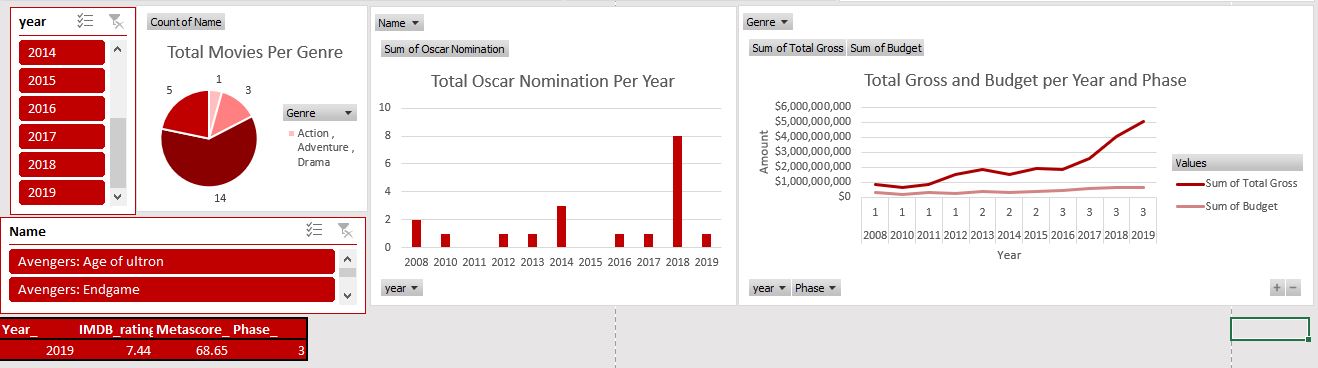 year
2014
2015
2016
2017
2018
2019
Count of Name
Total Movies Per Genre
1
3
5
14
Genre
Action ,
Adventure ,
Drama
Name
Sum of Oscar Nomination
Total Oscar Nomination Per Year
10
8
6
4
2
0
2008 2010 2011 2012 2013 2014 2015 2016 2017 2018 2019
year
Genre
Sum of Total Gross Sum of Budget
Total Gross and Budget per Year and Phase
Amount
$6,000,000,000
$5,000,000,000
$4,000,000,000
$3,000,000,000
$2,000,000,000
$1,000,000,000
$0
1 1 1 1 2 2 2 3 3 3 3
2008 2010 2011 2012 2013 2014 2015 2016 2017 2018 2019
Year
Values
Sum of Total Gross
Sum of Budget
year Phase
Name
Avengers: Age of ultron
Avengers: Endgame
Year_ IMDB_rating Metascore_ Phase_
2019 7.44 68.65 3